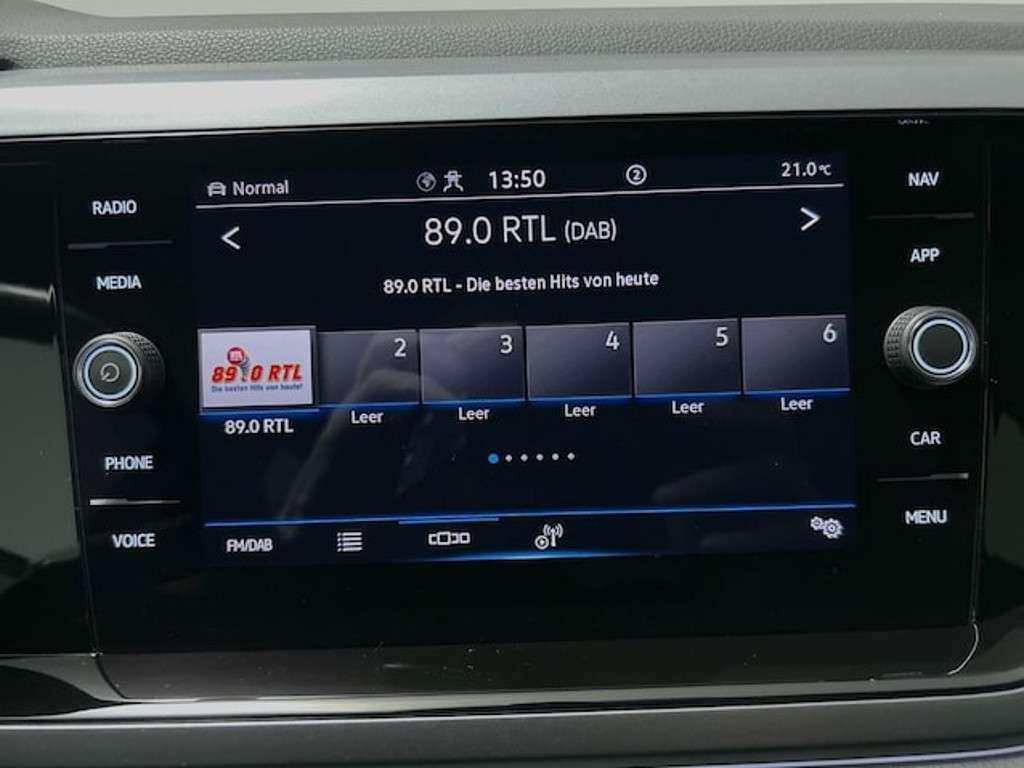 Normal 13:50 2 21.0°C
89.0 RTL (DAB)
89.0 RTL - Die besten Hits von heute
RTL
89.0 RTL
Die besten Hits von heute!
2 3 4 5 6
89.0 RTL Leer Leer Leer Leer Leer
FM/DAB
RADIO
MEDIA
PHONE
VOICE
NAV
APP
CAR
MENU